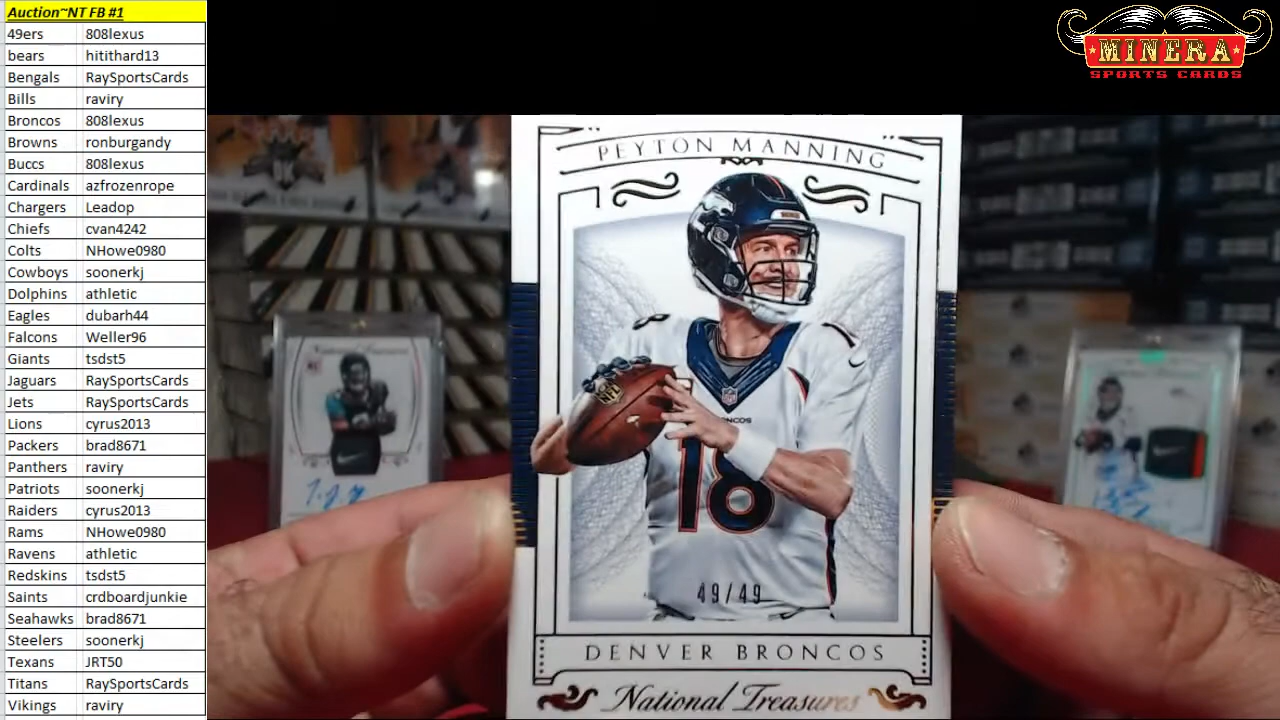 Auction~NT FB #1
49ers 808lexus
bears hitithard13
Bengals RaySportsCards
Bills raviry
Broncos 808lexus
Browns ronburgandy
Buccs 808lexus
Cardinals azfrozenrope
Chargers Leadop
Chiefs cvan4242
Colts NHowe0980
Cowboys soonerkj
Dolphins athletic
Eagles dubarh44
Falcons Weller96
Giants tsdst5
Jaguars RaySportsCards
Jets RaySportsCards
Lions cyrus2013
Packers brad8671
Panthers raviry
Patriots soonerkj
Raiders cyrus2013
Rams NHowe0980
Ravens athletic
Redskins tsdst5
Saints crdboardjunkie
Seahawks brad8671
Steelers soonerkj
Texans JRT50
Titans RaySportsCards
Vikings raviry
MINERA
SPORTS CARDS
PEYTON MANNING
18
49/49
DENVER BRONCOS
National Treasures